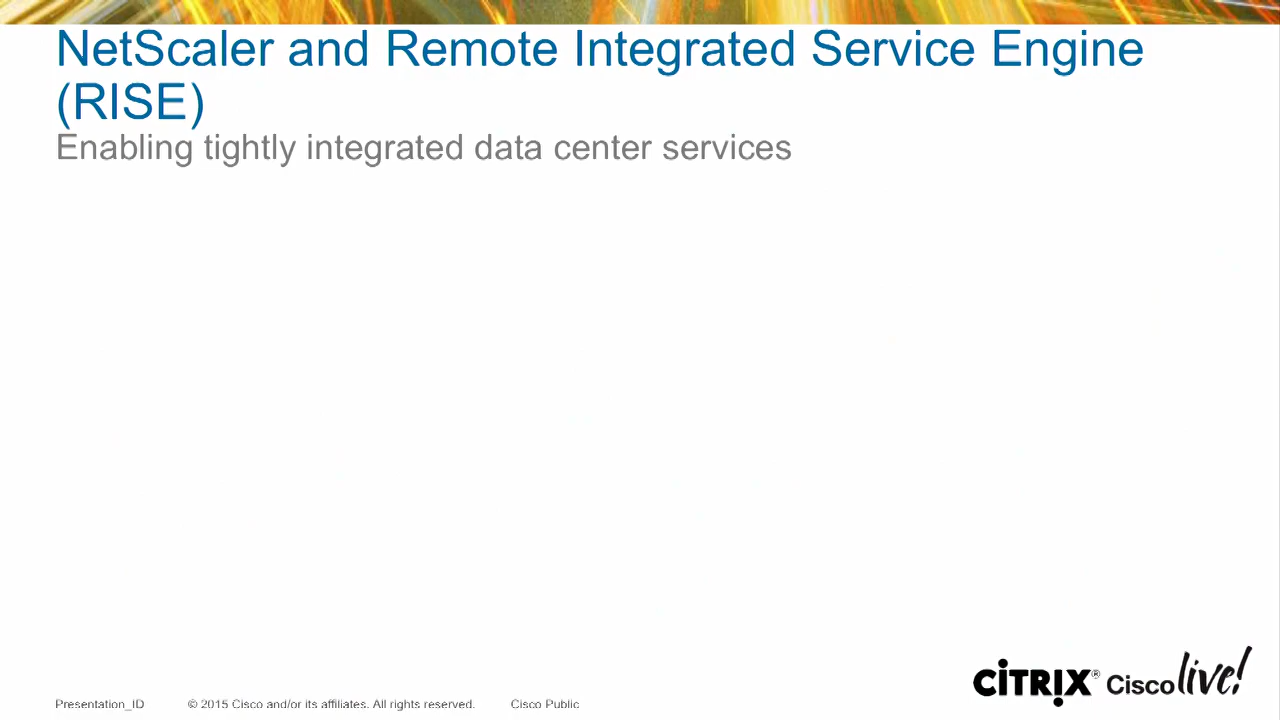 NetScaler and Remote Integrated Service Engine
(RISE)
Enabling tightly integrated data center services
CiTRIX® Cisco live!
Presentation_ID © 2015 Cisco and/or its affiliates. All rights reserved. Cisco Public